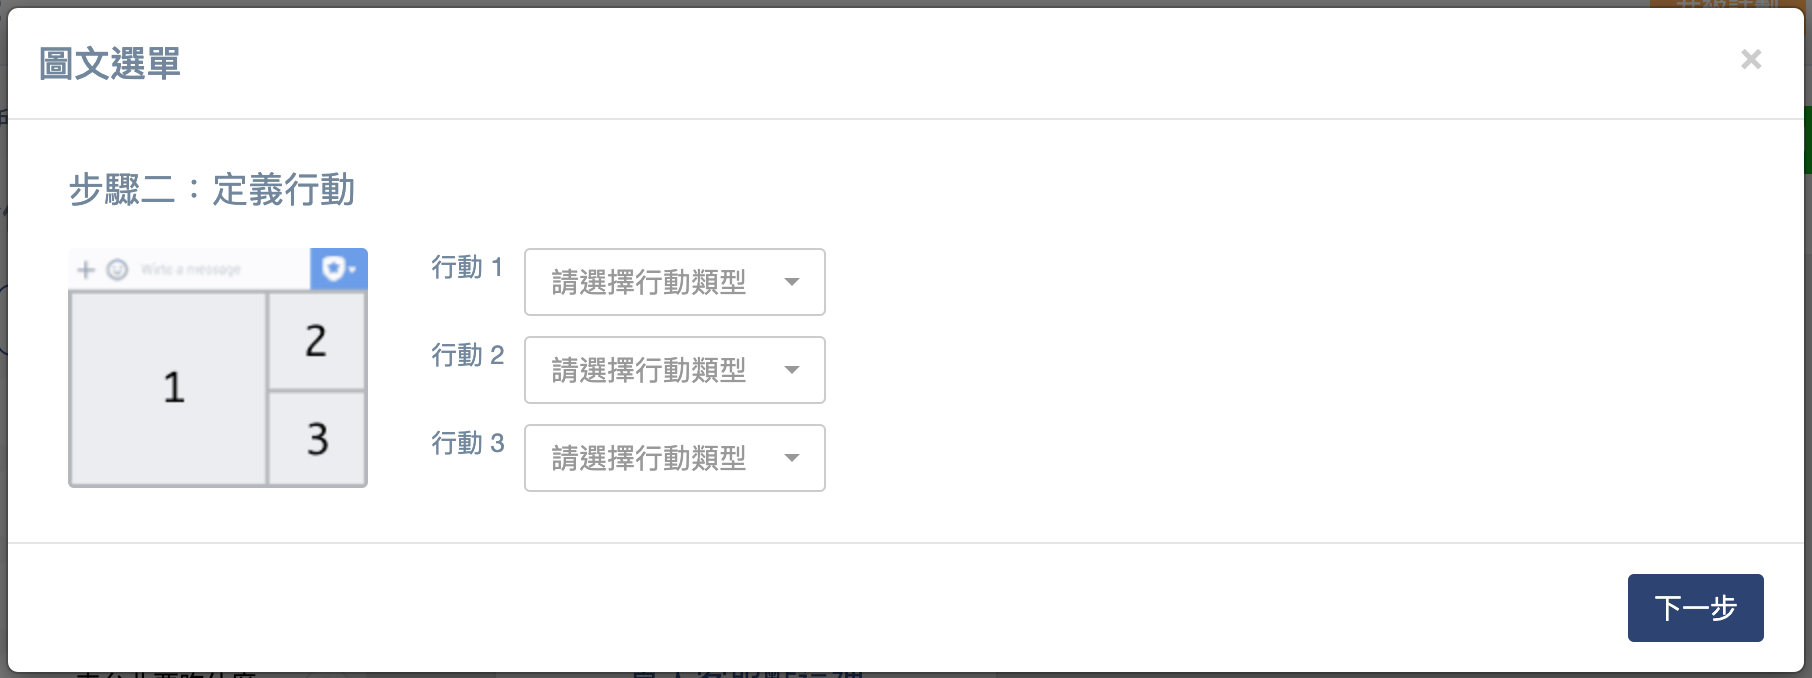 圖文選單
×
步驟二：定義行動
Write a message
1
2
3
行動 1 請選擇行動類型
行動 2 請選擇行動類型
行動 3 請選擇行動類型
下一步